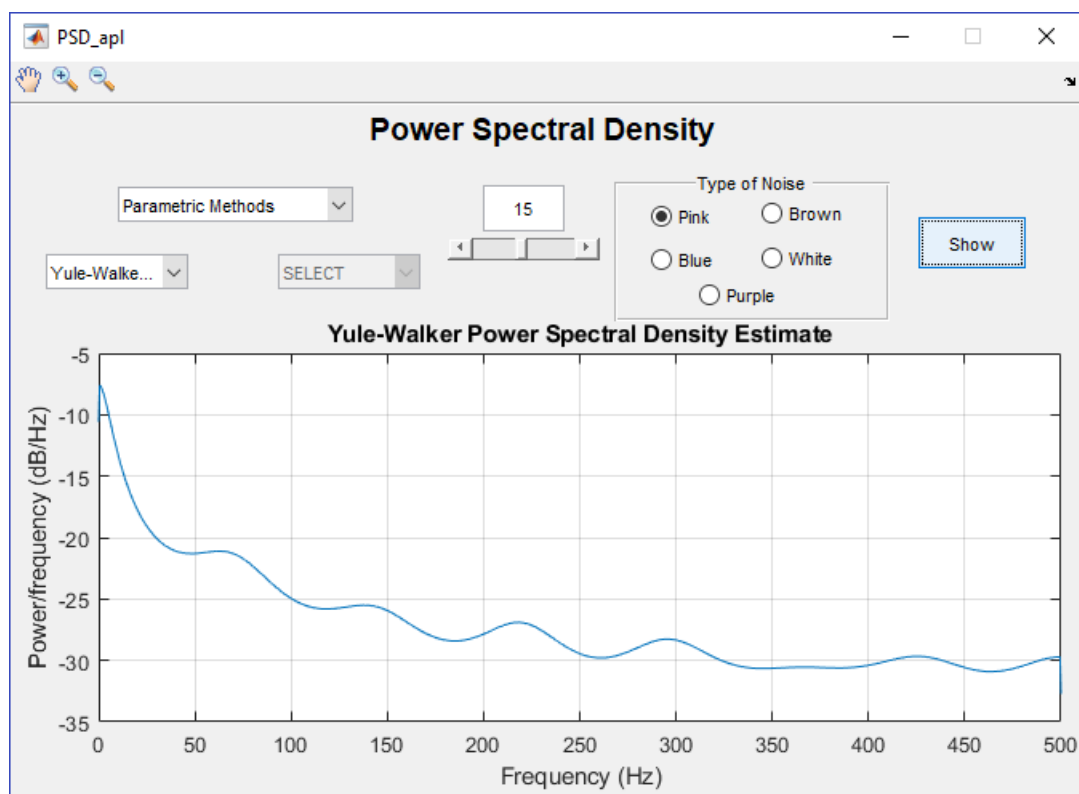 PSD_apl
Power Spectral Density
Parametric Methods
15
Type of Noise
Pink
Brown
Show
Yule-Walke...
SELECT
Blue
White
Purple
Yule-Walker Power Spectral Density Estimate
Power/frequency (dB/Hz)
-5
-10
-15
-20
-25
-30
-35
0 50 100 150 200 250 300 350 400 450 500
Frequency (Hz)